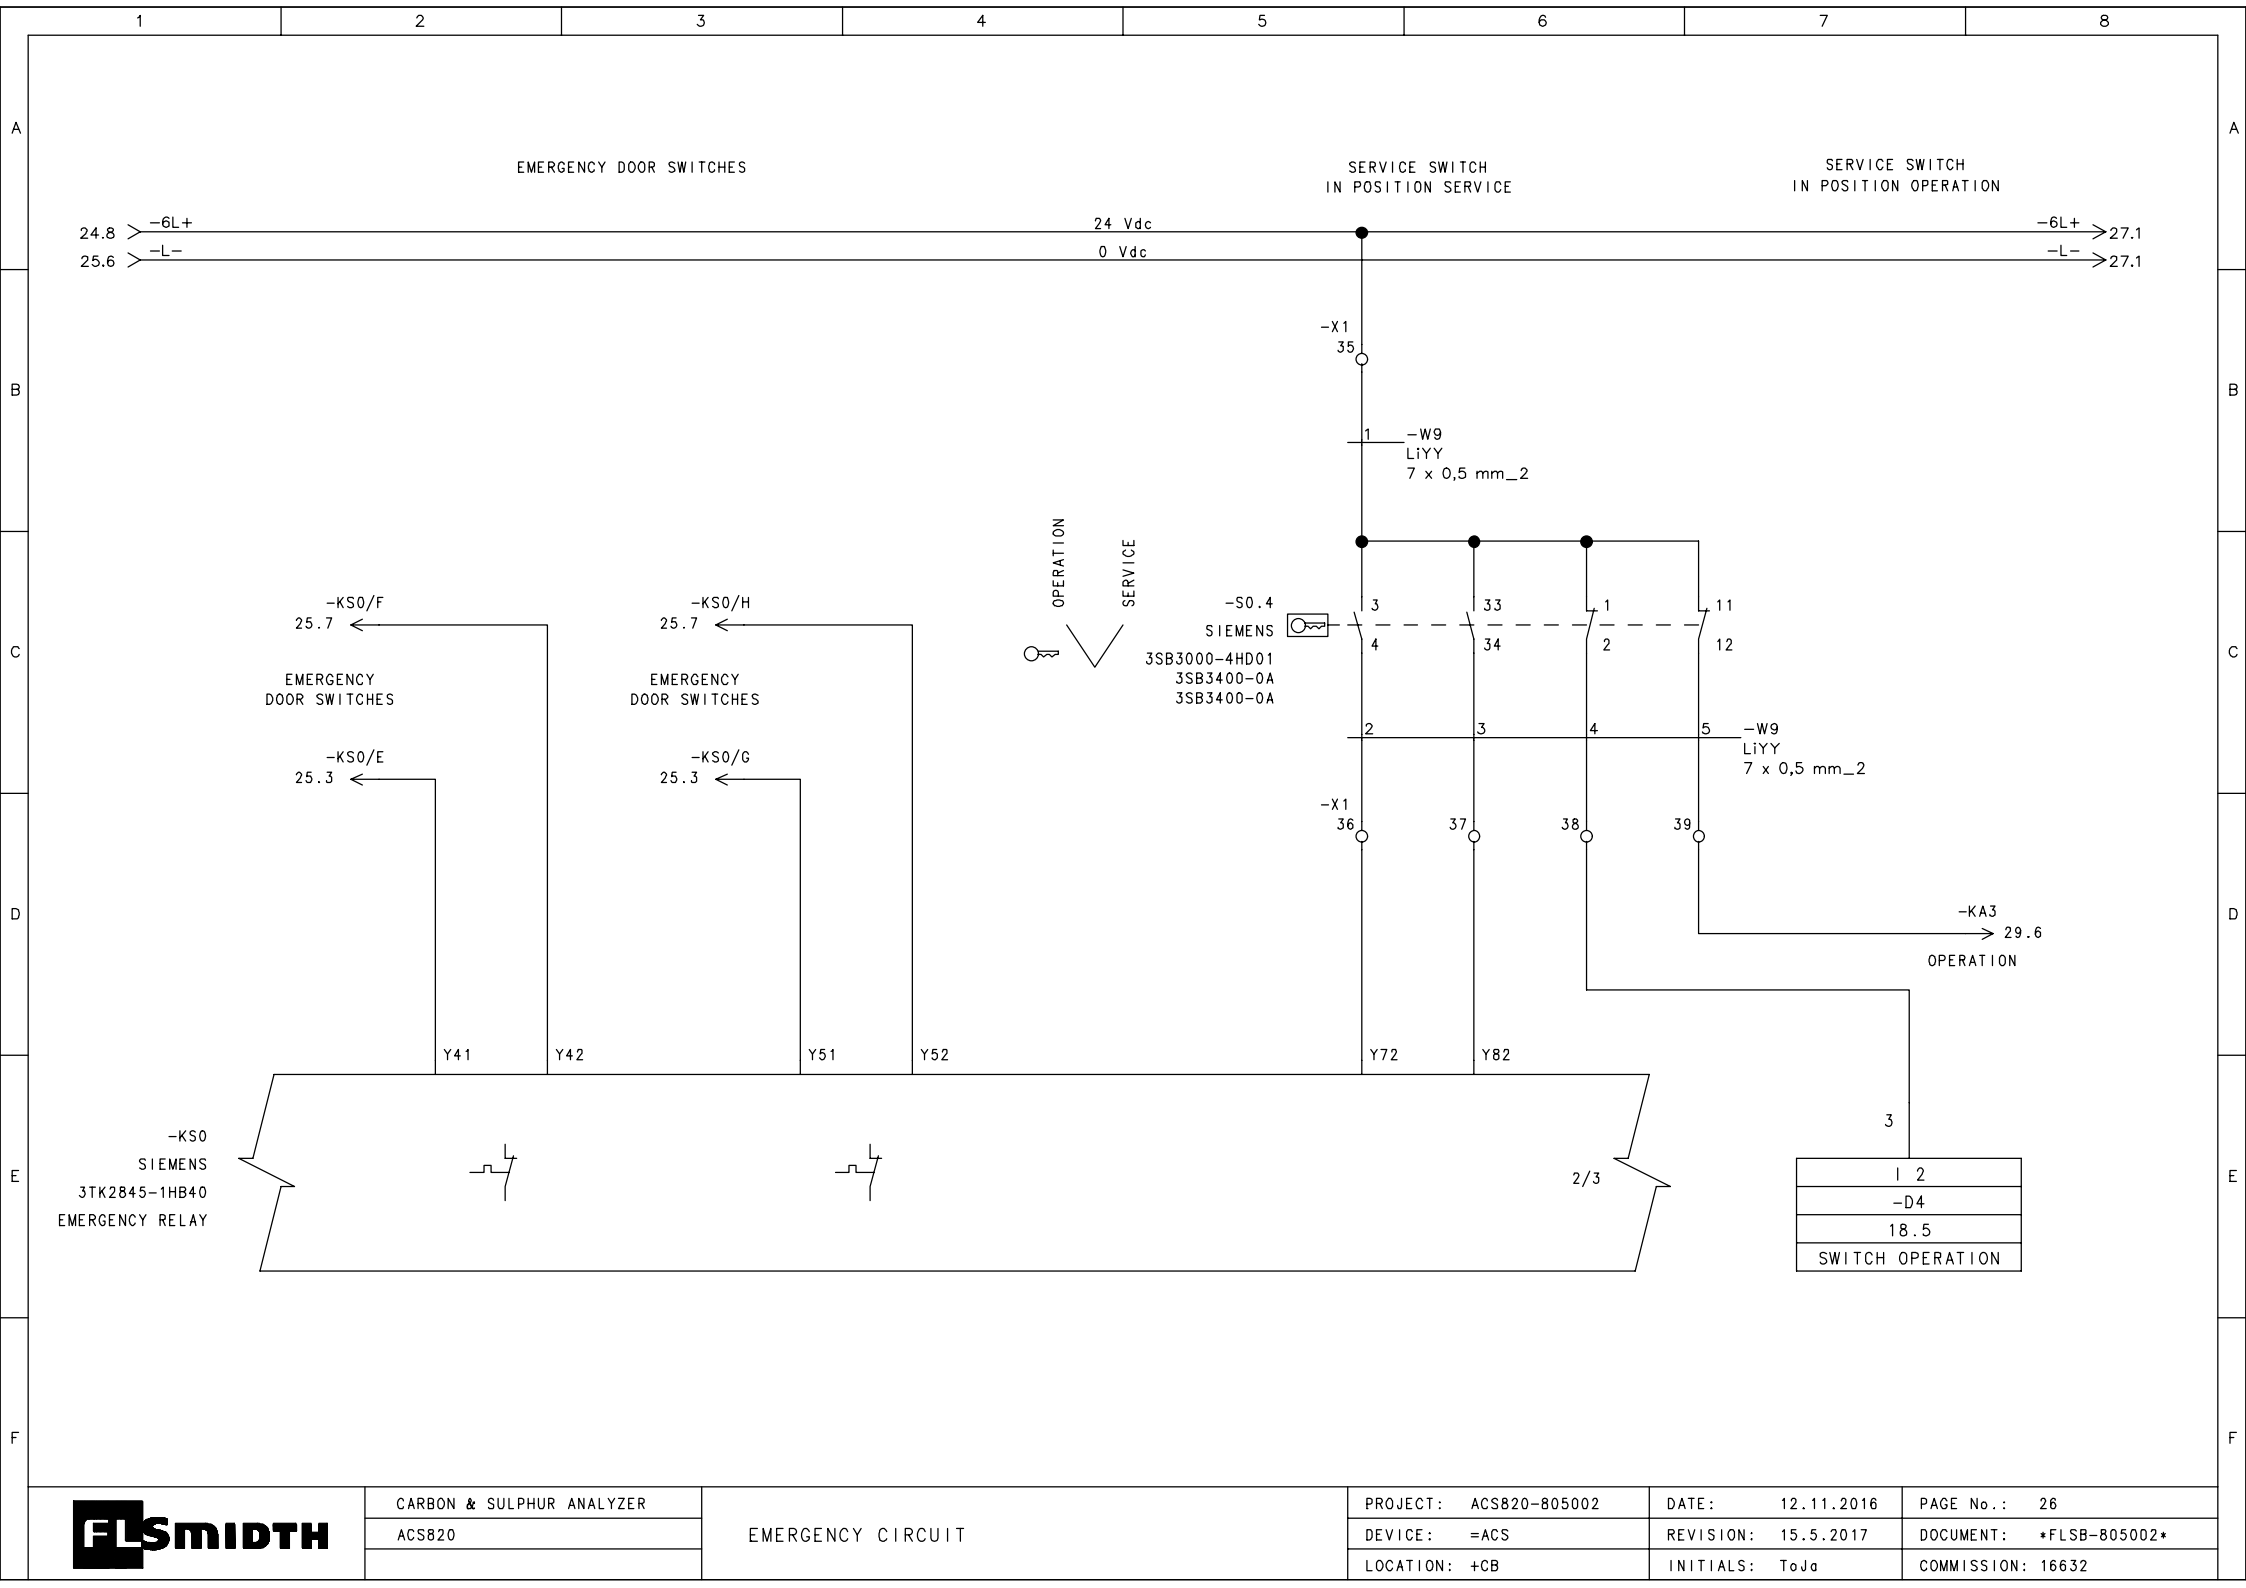 1 2 3 4 5 6 7 8
A A
EMERGENCY DOOR SWITCHES
SERVICE SWITCH
IN POSITION SERVICE
SERVICE SWITCH
IN POSITION OPERATION
24.8 -6L+ 24 Vdc -6L+ 27.1
25.6 -L- 0 Vdc -L- 27.1
-X1
35
B B
1 -W9
LiYY
7 x 0,5 mm_2
OPERATION
SERVICE
-KS0/F
25.7
-KS0/H
25.7
-S0.4
SIEMENS
3SB3000-4HD01
3SB3400-0A
3SB3400-0A
3 33 1 11
4 34 2 12
C C
EMERGENCY
DOOR SWITCHES
EMERGENCY
DOOR SWITCHES
2 3 4 5 -W9
LiYY
7 x 0,5 mm_2
-KS0/E
25.3
-KS0/G
25.3
-X1
36 37 38 39
D D
-KA3
29.6
OPERATION
Y41 Y42 Y51 Y52 Y72 Y82
-KS0
SIEMENS
3TK2845-1HB40
EMERGENCY RELAY
2/3
3
I 2
-D4
18.5
SWITCH OPERATION
E E
F F
FLSMIDTH
CARBON & SULPHUR ANALYZER
ACS820
EMERGENCY CIRCUIT
PROJECT: ACS820-805002 DATE: 12.11.2016 PAGE No.: 26
DEVICE: =ACS REVISION: 15.5.2017 DOCUMENT: *FLSB-805002*
LOCATION: +CB INITIALS: ToJa COMMISSION: 16632